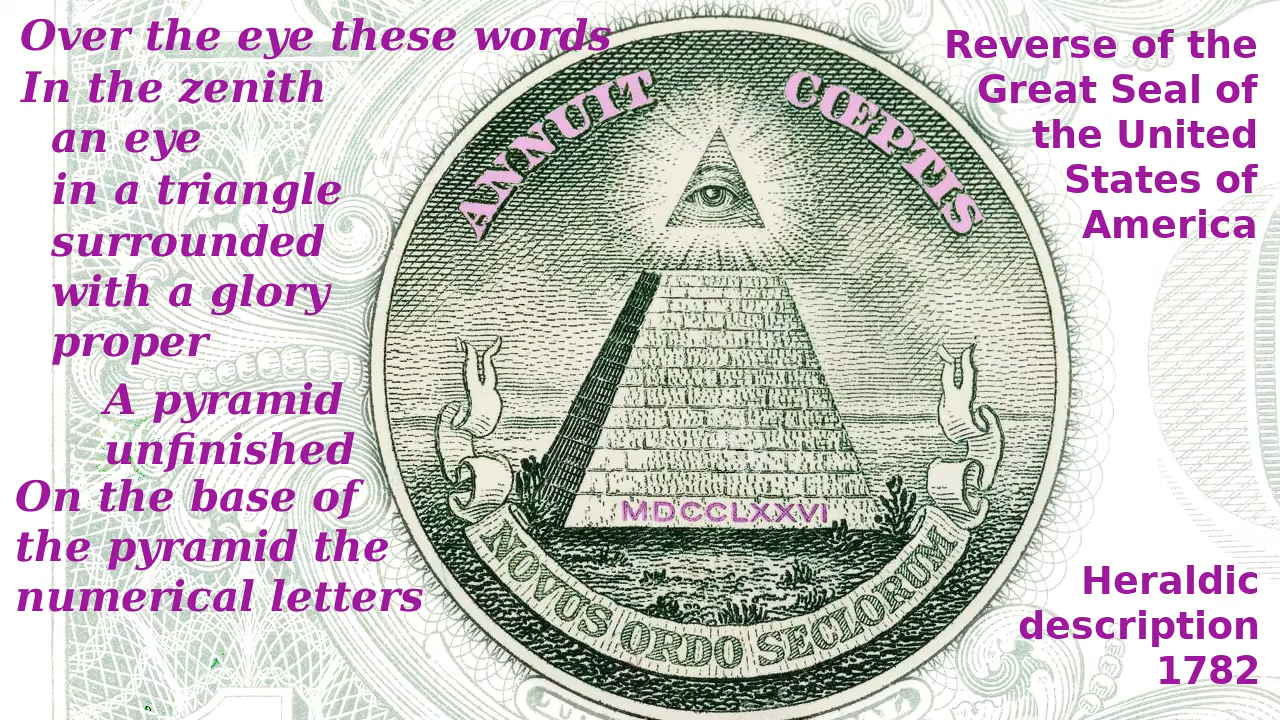 Over the eye these words
In the zenith
an eye
in a triangle
surrounded
with a glory
proper
A pyramid
unfinished
On the base of
the pyramid the
numerical letters
ANNUIT CŒPTIS
MDCCLXXVI
NOVUS ORDO SECLORUM
Reverse of the
Great Seal of
the United
States of
America
Heraldic
description
1782